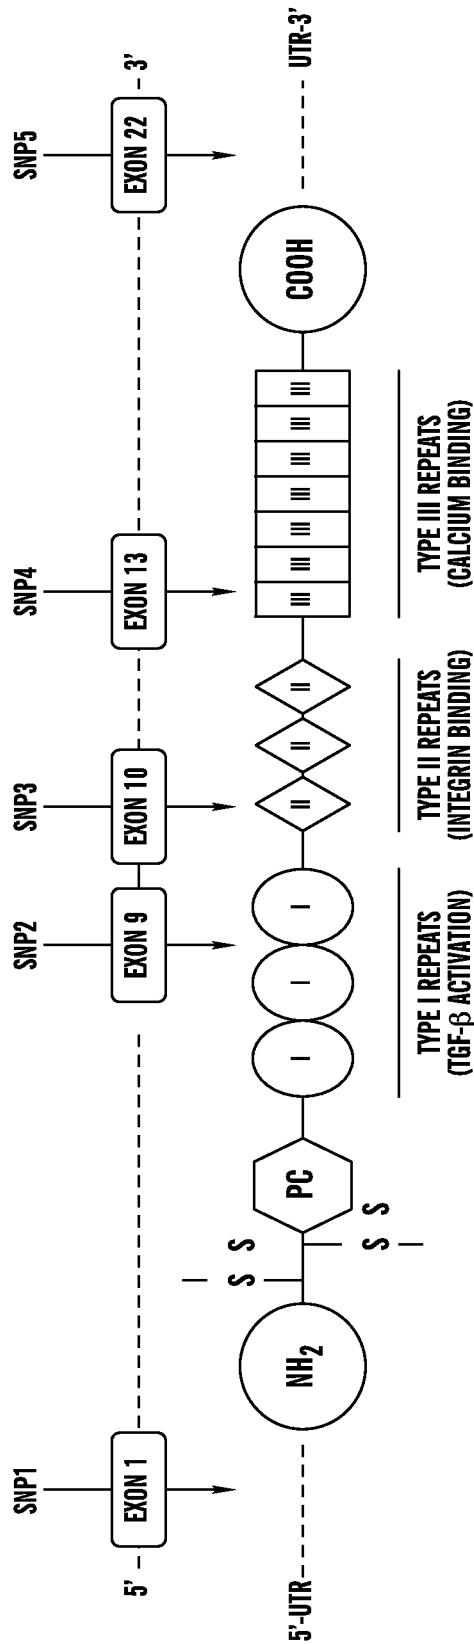 SNP1 SNP2 SNP3 SNP4 SNP5
5' EXON 1 EXON 9 EXON 10 EXON 13 EXON 22 3'
5'-UTR NH2 S S S S PC I I I II II II III III III III III III III COOH UTR-3'
TYPE I REPEATS
(TGF-β ACTIVATION)
TYPE II REPEATS
(INTEGRIN BINDING)
TYPE III REPEATS
(CALCIUM BINDING)